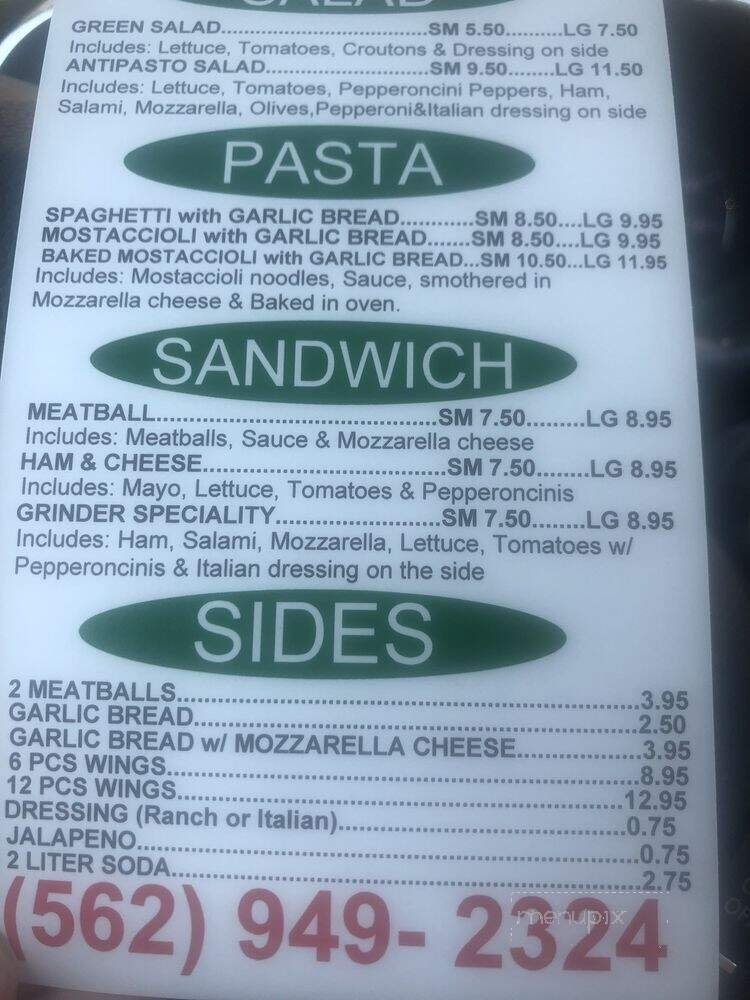 SALAD
GREEN SALAD..............................SM 5.50..........LG 7.50
Includes: Lettuce, Tomatoes, Croutons & Dressing on side
ANTIPASTO SALAD........................SM 9.50........LG 11.50
Includes: Lettuce, Tomatoes, Pepperoncini Peppers, Ham,
Salami, Mozzarella, Olives,Pepperoni&Italian dressing on side
PASTA
SPAGHETTI with GARLIC BREAD............SM 8.50....LG 9.95
MOSTACCIOLI with GARLIC BREAD.......SM 8.50....LG 9.95
BAKED MOSTACCIOLI with GARLIC BREAD...SM 10.50...LG 11.95
Includes: Mostaccioli noodles, Sauce, smothered in
Mozzarella cheese & Baked in oven.
SANDWICH
MEATBALL.........................................SM 7.50.........LG 8.95
Includes: Meatballs, Sauce & Mozzarella cheese
HAM & CHEESE...................................SM 7.50........LG 8.95
Includes: Mayo, Lettuce, Tomatoes & Pepperoncinis
GRINDER SPECIALITY........................SM 7.50........LG 8.95
Includes: Ham, Salami, Mozzarella, Lettuce, Tomatoes w/
Pepperoncinis & Italian dressing on the side
SIDES
2 MEATBALLS..................................................................3.95
GARLIC BREAD................................................................2.50
GARLIC BREAD w/ MOZZARELLA CHEESE..................3.95
6 PCS WINGS....................................................................8.95
12 PCS WINGS................................................................12.95
DRESSING (Ranch or Italian).........................................0.75
JALAPENO........................................................................0.75
2 LITER SODA...................................................................2.75
(562) 949- 2324
menupix